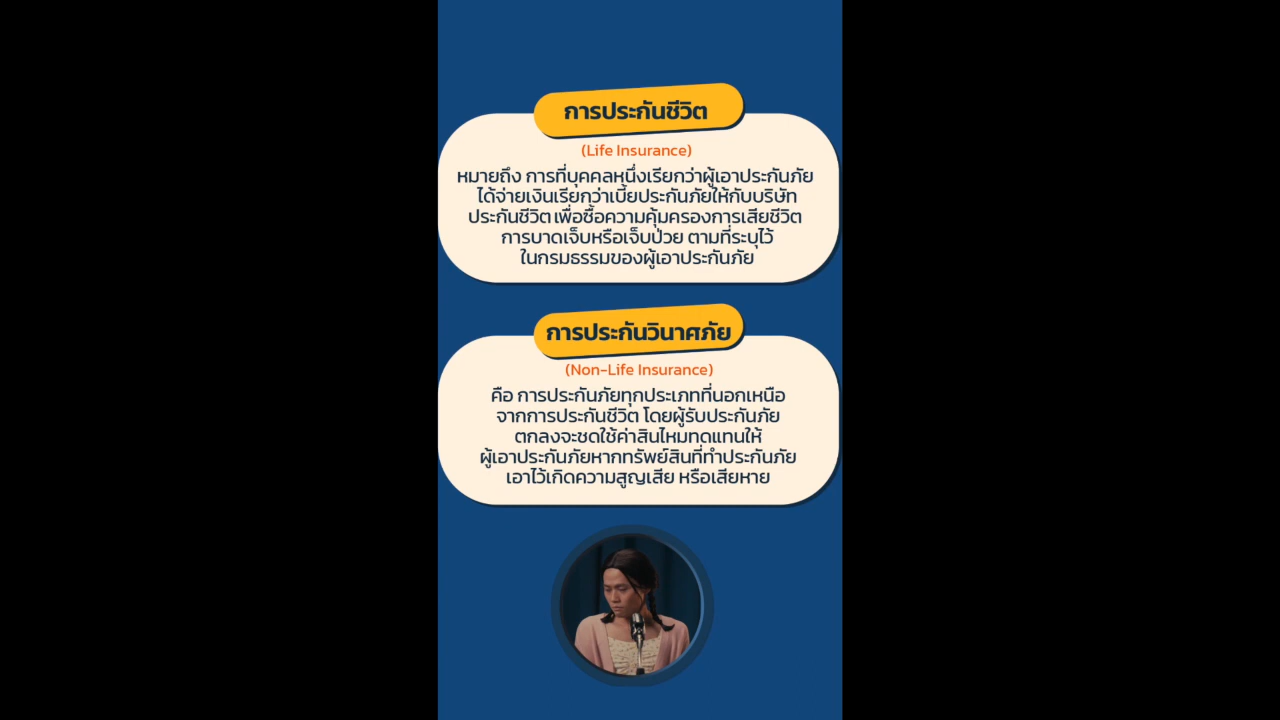 การประกันชีวิต
(Life Insurance)
หมายถึง การที่บุคคลหนึ่งเรียกว่าผู้เอาประกันภัย
ได้จ่ายเงินเรียกว่าเบี้ยประกันภัยให้กับบริษัท
ประกันชีวิต เพื่อซื้อความคุ้มครองการเสียชีวิต
การบาดเจ็บหรือเจ็บป่วย ตามที่ระบุไว้
ในกรมธรรมของผู้เอาประกันภัย
การประกันวินาศภัย
(Non-Life Insurance)
คือ การประกันภัยทุกประเภทที่นอกเหนือ
จากการประกันชีวิต โดยผู้รับประกันภัย
ตกลงจะชดใช้ค่าสินไหมทดแทนให้
ผู้เอาประกันภัยหากทรัพย์สินที่ทำประกันภัย
เอาไว้เกิดความสูญเสีย หรือเสียหาย